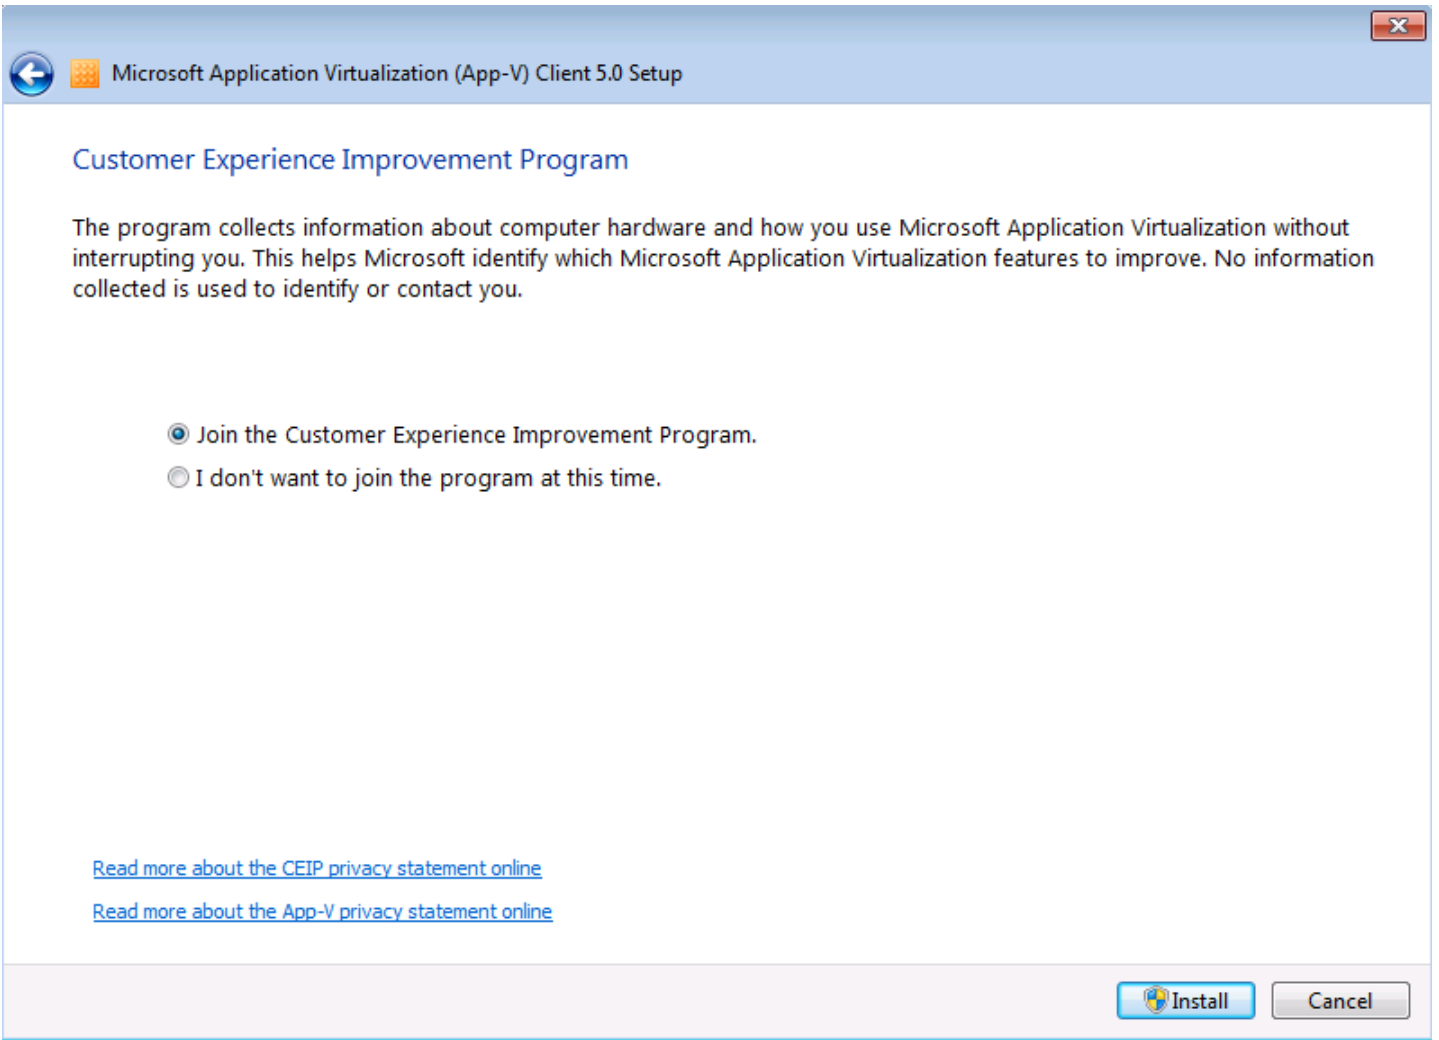 Microsoft Application Virtualization (App-V) Client 5.0 Setup
Customer Experience Improvement Program
The program collects information about computer hardware and how you use Microsoft Application Virtualization without
interrupting you. This helps Microsoft identify which Microsoft Application Virtualization features to improve. No information
collected is used to identify or contact you.
Join the Customer Experience Improvement Program.
I don't want to join the program at this time.
Read more about the CEIP privacy statement online
Read more about the App-V privacy statement online
Install
Cancel